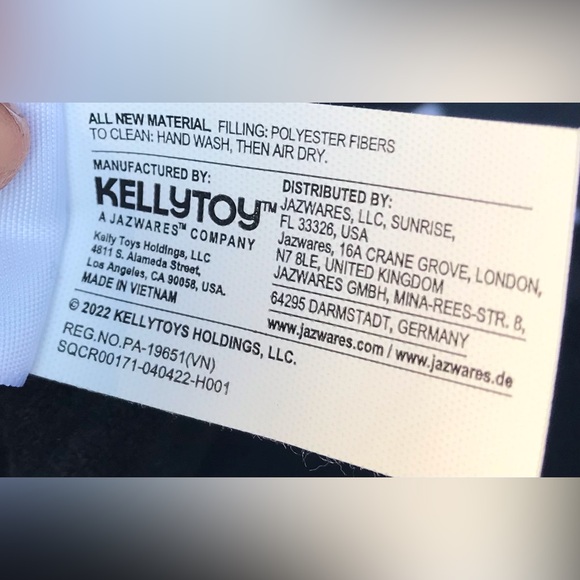 ALL NEW MATERIAL FILLING: POLYESTER FIBERS
TO CLEAN: HAND WASH, THEN AIR DRY.
MANUFACTURED BY:
KELLYTOY™
A JAZWARES™ COMPANY
Kelly Toys Holdings, LLC
4811 S. Alameda Street,
Los Angeles, CA 90058, USA.
MADE IN VIETNAM
DISTRIBUTED BY:
JAZWARES, LLC, SUNRISE,
FL 33326, USA
Jazwares, 16A CRANE GROVE, LONDON,
N7 8LE, UNITED KINGDOM
JAZWARES GMBH, MINA-REES-STR. 8,
64295 DARMSTADT, GERMANY
www.jazwares.com / www.jazwares.de
© 2022 KELLYTOYS HOLDINGS, LLC.
REG.NO.PA-19651(VN)
SQCR00171-040422-H001